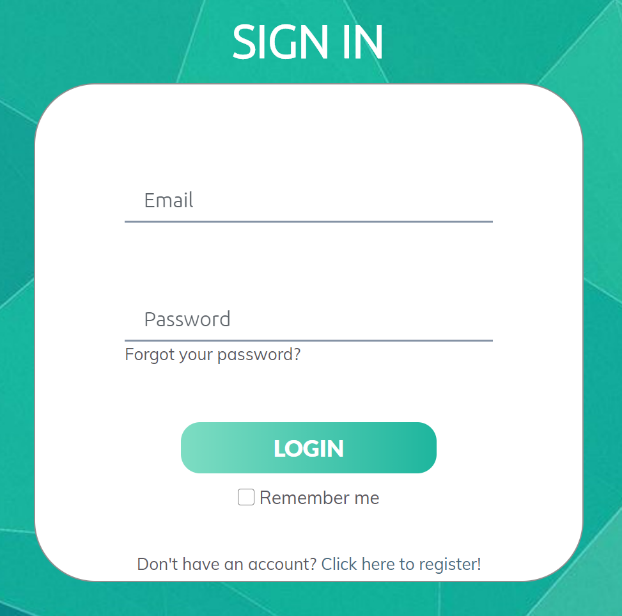 SIGN IN
Email
Password
Forgot your password?
LOGIN
Remember me
Don't have an account? Click here to register!